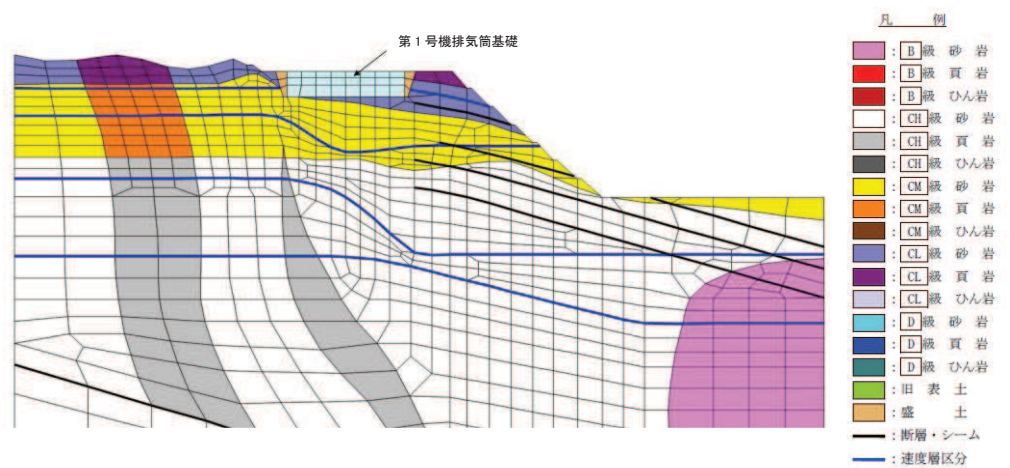 第1号機排気筒基礎
凡 例
:B級 砂 岩
:B級 頁 岩
:B級 ひん岩
:CH級 砂 岩
:CH級 頁 岩
:CH級 ひん岩
:CM級 砂 岩
:CM級 頁 岩
:CM級 ひん岩
:CL級 砂 岩
:CL級 頁 岩
:CL級 ひん岩
:D級 砂 岩
:D級 頁 岩
:D級 ひん岩
:旧 表 土
:盛 土
:断層・シーム
:速度層区分